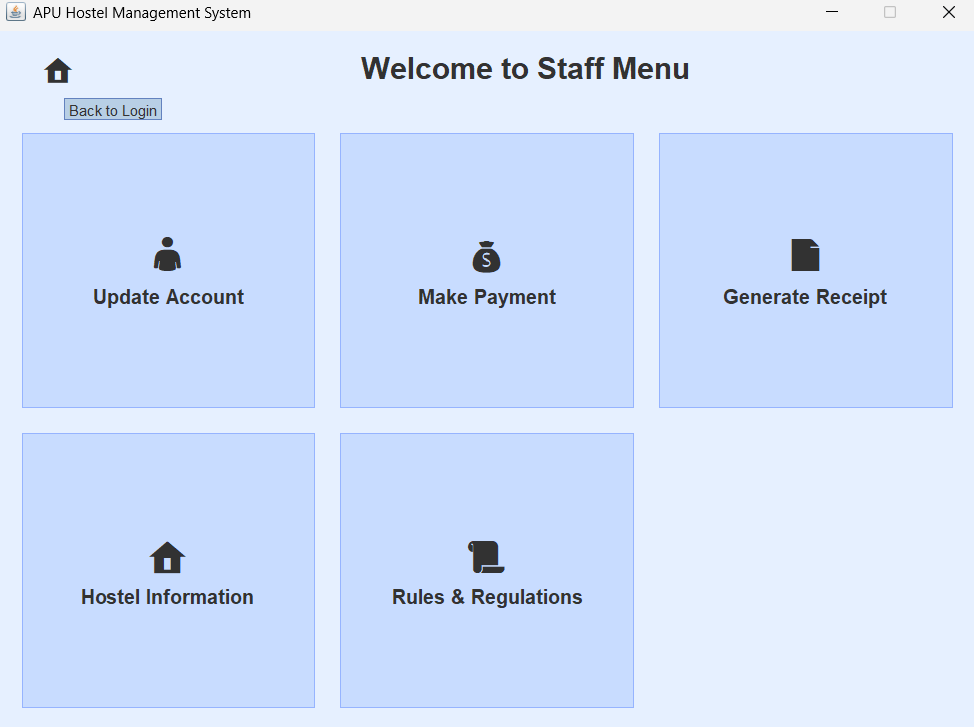 APU Hostel Management System
Welcome to Staff Menu
Back to Login
Update Account
Make Payment
Generate Receipt
Hostel Information
Rules & Regulations